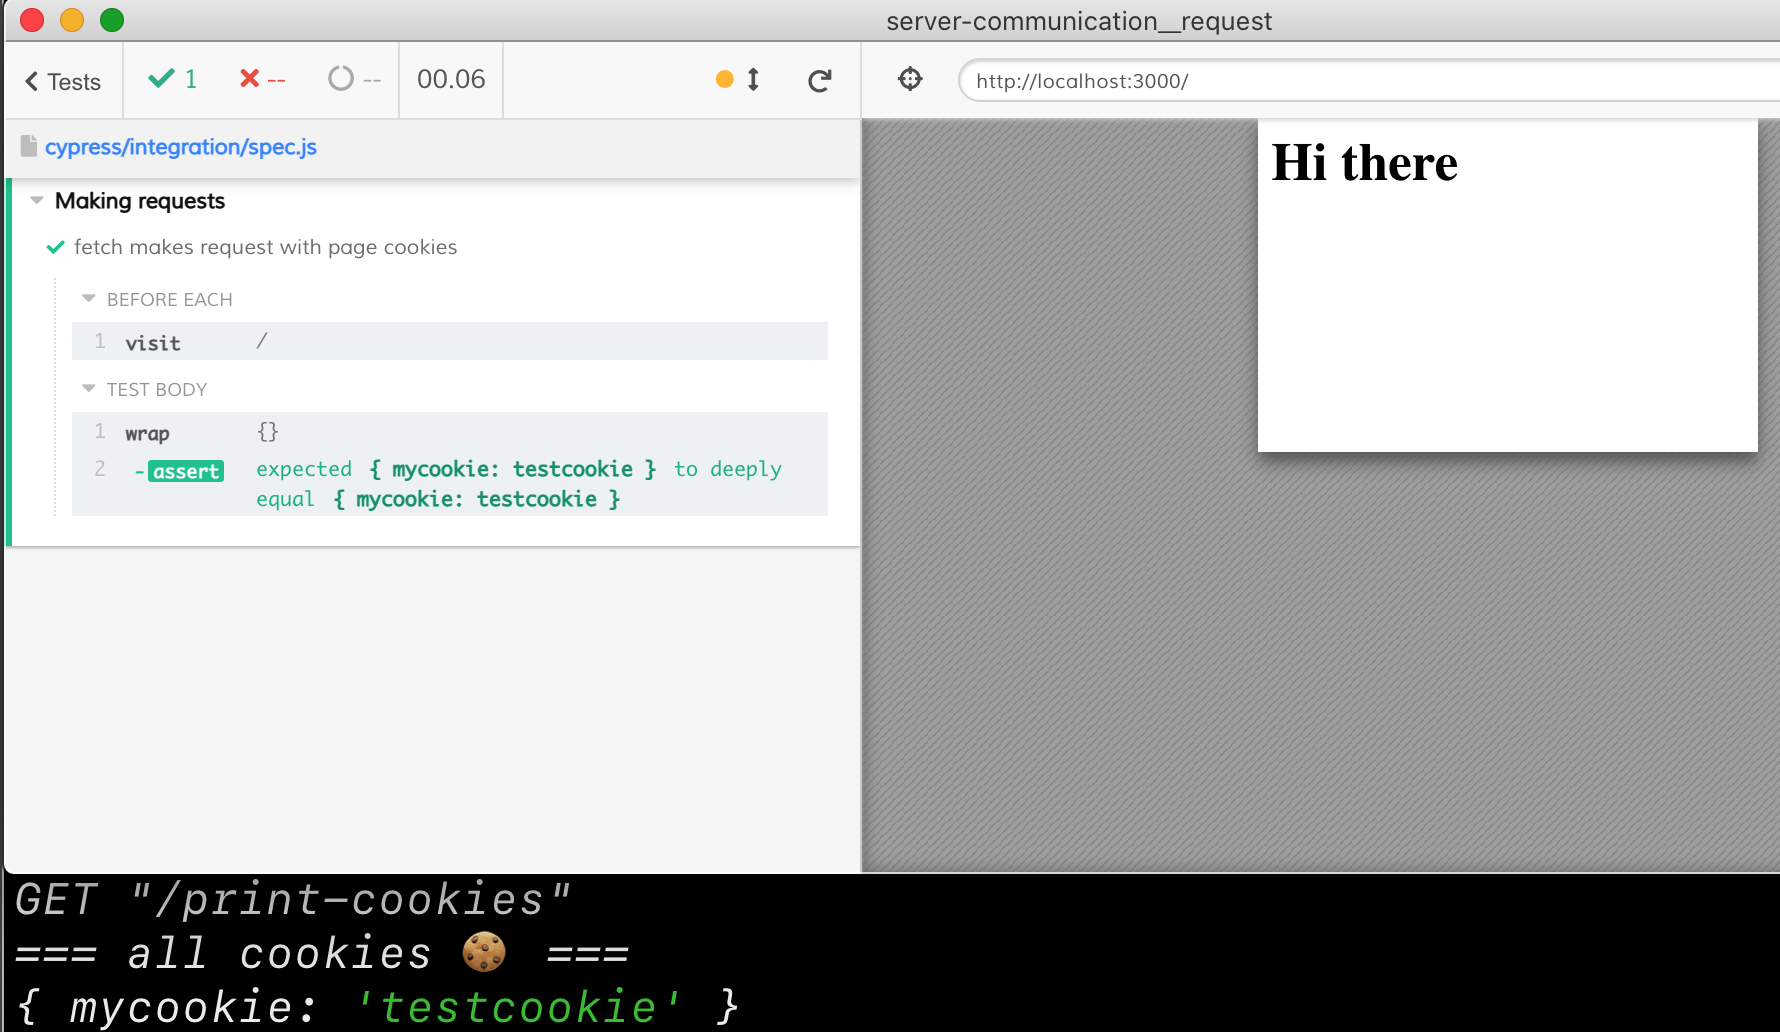 server-communication__request
Tests 1 -- -- 00.06
http://localhost:3000/
cypress/integration/spec.js
Making requests
fetch makes request with page cookies
BEFORE EACH
1 visit /
TEST BODY
1 wrap {}
2 -assert expected { mycookie: testcookie } to deeply
equal { mycookie: testcookie }
Hi there
GET "/print-cookies"
=== all cookies 🍪 ===
{ mycookie: 'testcookie' }